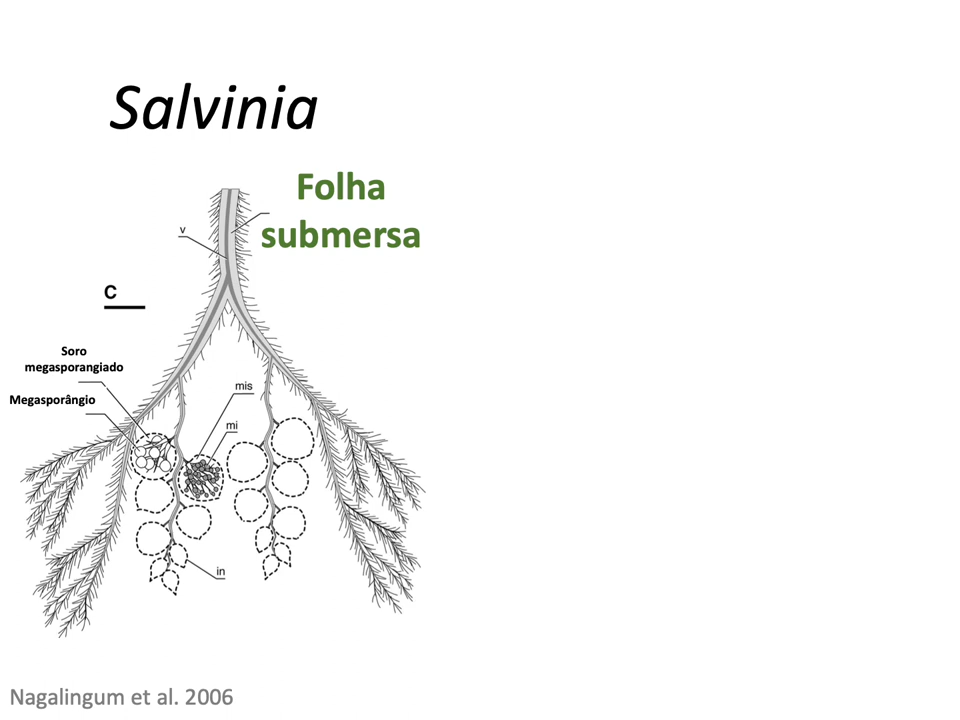 Salvinia
Folha
submersa
v
C
Soro
megasporangiado
Megasporângio
mis
mi
in
Nagalingum et al. 2006